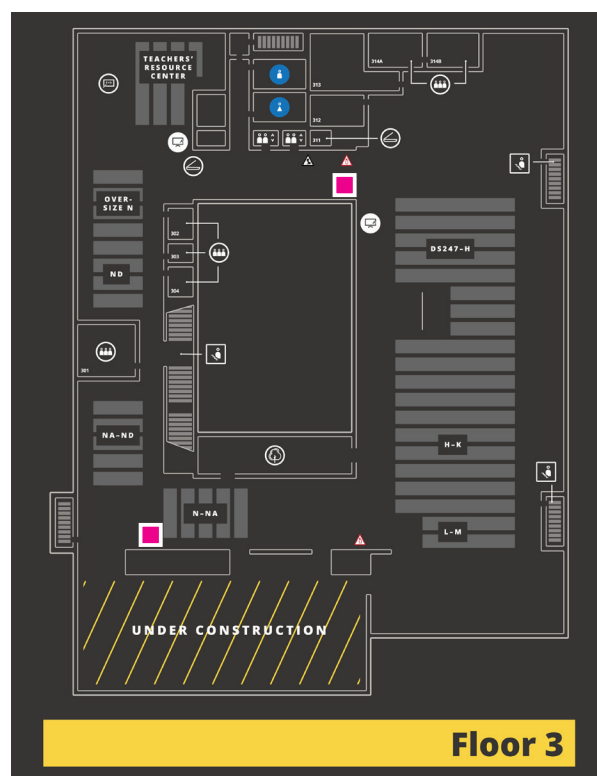 TEACHERS'
RESOURCE
CENTER
314A
314B
313
312
311
OVER-
SIZE N
302
DS247–H
303
ND
304
301
NA–ND
H–K
N–NA
L–M
UNDER CONSTRUCTION
Floor 3